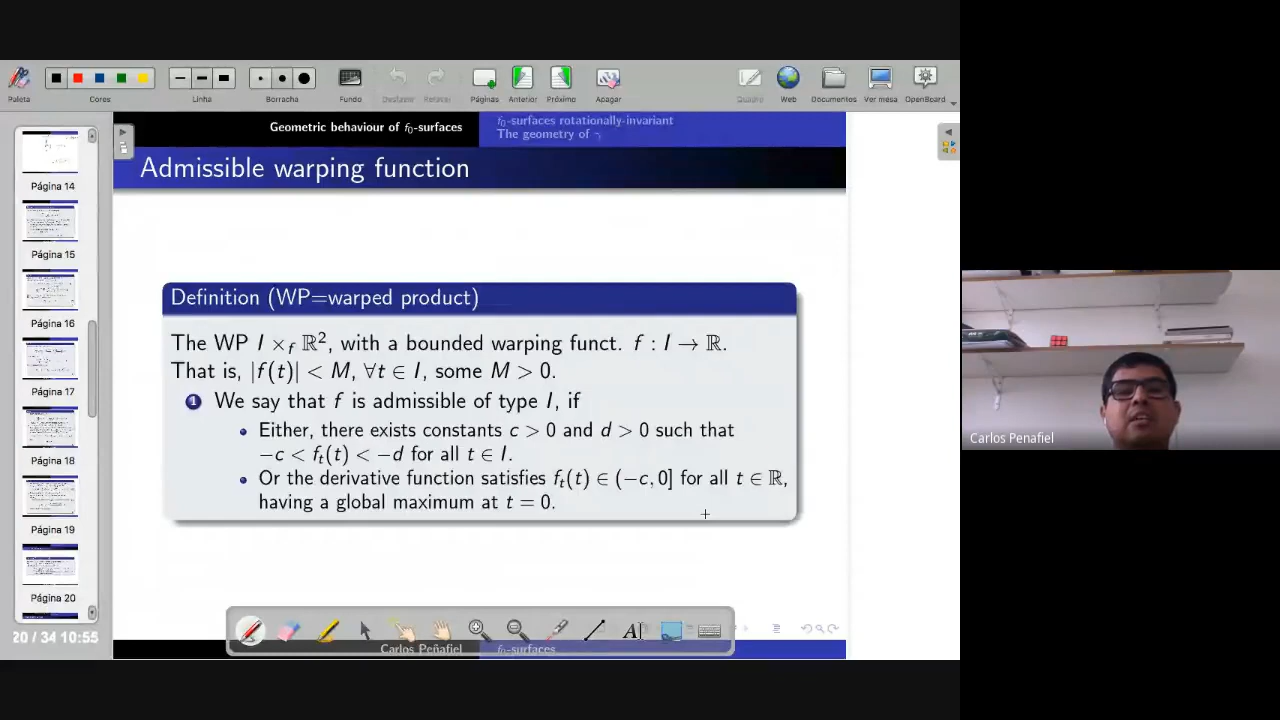 Paleta
Cores
Linha
Borracha
Fundo
Desfazer
Refazer
Páginas
Anterior
Próximo
Apagar
Quadro
Web
Documentos
Ver mesa
OpenBoard
Geometric behaviour of f₀-surfaces
f₀-surfaces rotationally-invariant
The geometry of γ
Admissible warping function
Página 14
Página 15
Página 16
Página 17
Página 18
Página 19
Página 20
20 / 34 10:55
Definition (WP=warped product)
The WP I ×_f ℝ², with a bounded warping funct. f : I → ℝ.
That is, |f(t)| < M, ∀t ∈ I, some M > 0.
1 We say that f is admissible of type I, if
• Either, there exists constants c > 0 and d > 0 such that
−c < f_t(t) < −d for all t ∈ I.
• Or the derivative function satisfies f_t(t) ∈ (−c, 0] for all t ∈ ℝ,
having a global maximum at t = 0.
Carlos Peñafiel
f₀-surfaces
Carlos Penafiel